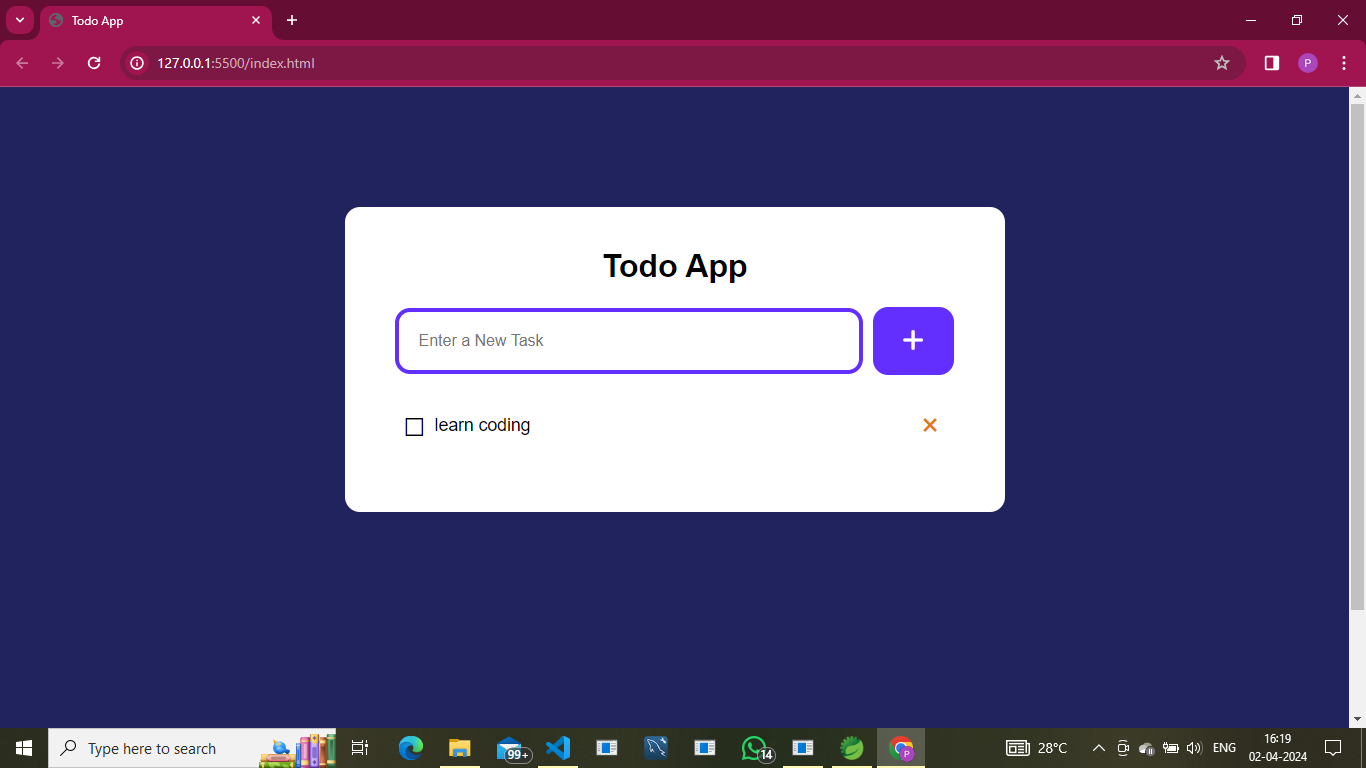 Todo App
127.0.0.1:5500/index.html
P
Todo App
Enter a New Task
learn coding
Type here to search
99+
14
P
28°C
ENG
16:19
02-04-2024